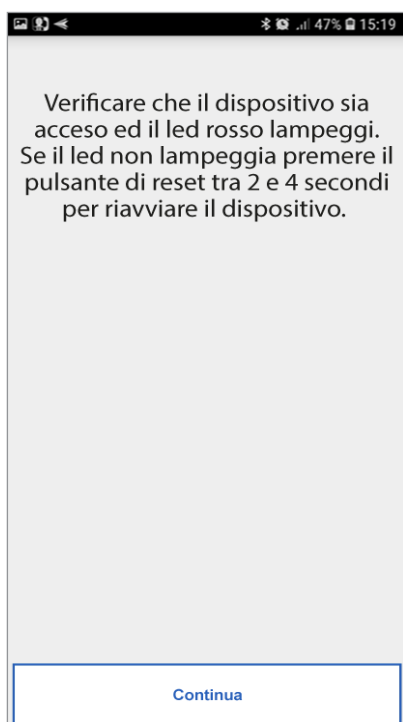 47% 15:19
Verificare che il dispositivo sia
acceso ed il led rosso lampeggi.
Se il led non lampeggia premere il
pulsante di reset tra 2 e 4 secondi
per riavviare il dispositivo.
Continua